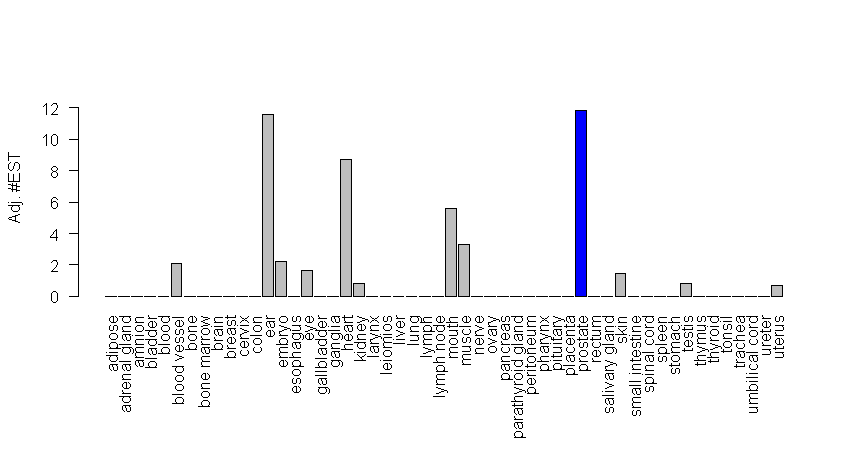 Adj. #EST
12
10
8
6
4
2
0
adipose
adrenal gland
amnion
bladder
blood
blood vessel
bone
bone marrow
brain
breast
cervix
colon
ear
embryo
esophagus
eye
gallbladder
ganglia
heart
kidney
larynx
leiomios
liver
lung
lymph
lymph node
mouth
muscle
nerve
ovary
pancreas
parathyroid gland
peritoneum
pharynx
pituitary
placenta
prostate
rectum
salivary gland
skin
small intestine
spinal cord
spleen
stomach
testis
thymus
thyroid
tonsil
trachea
umbilical cord
ureter
uterus